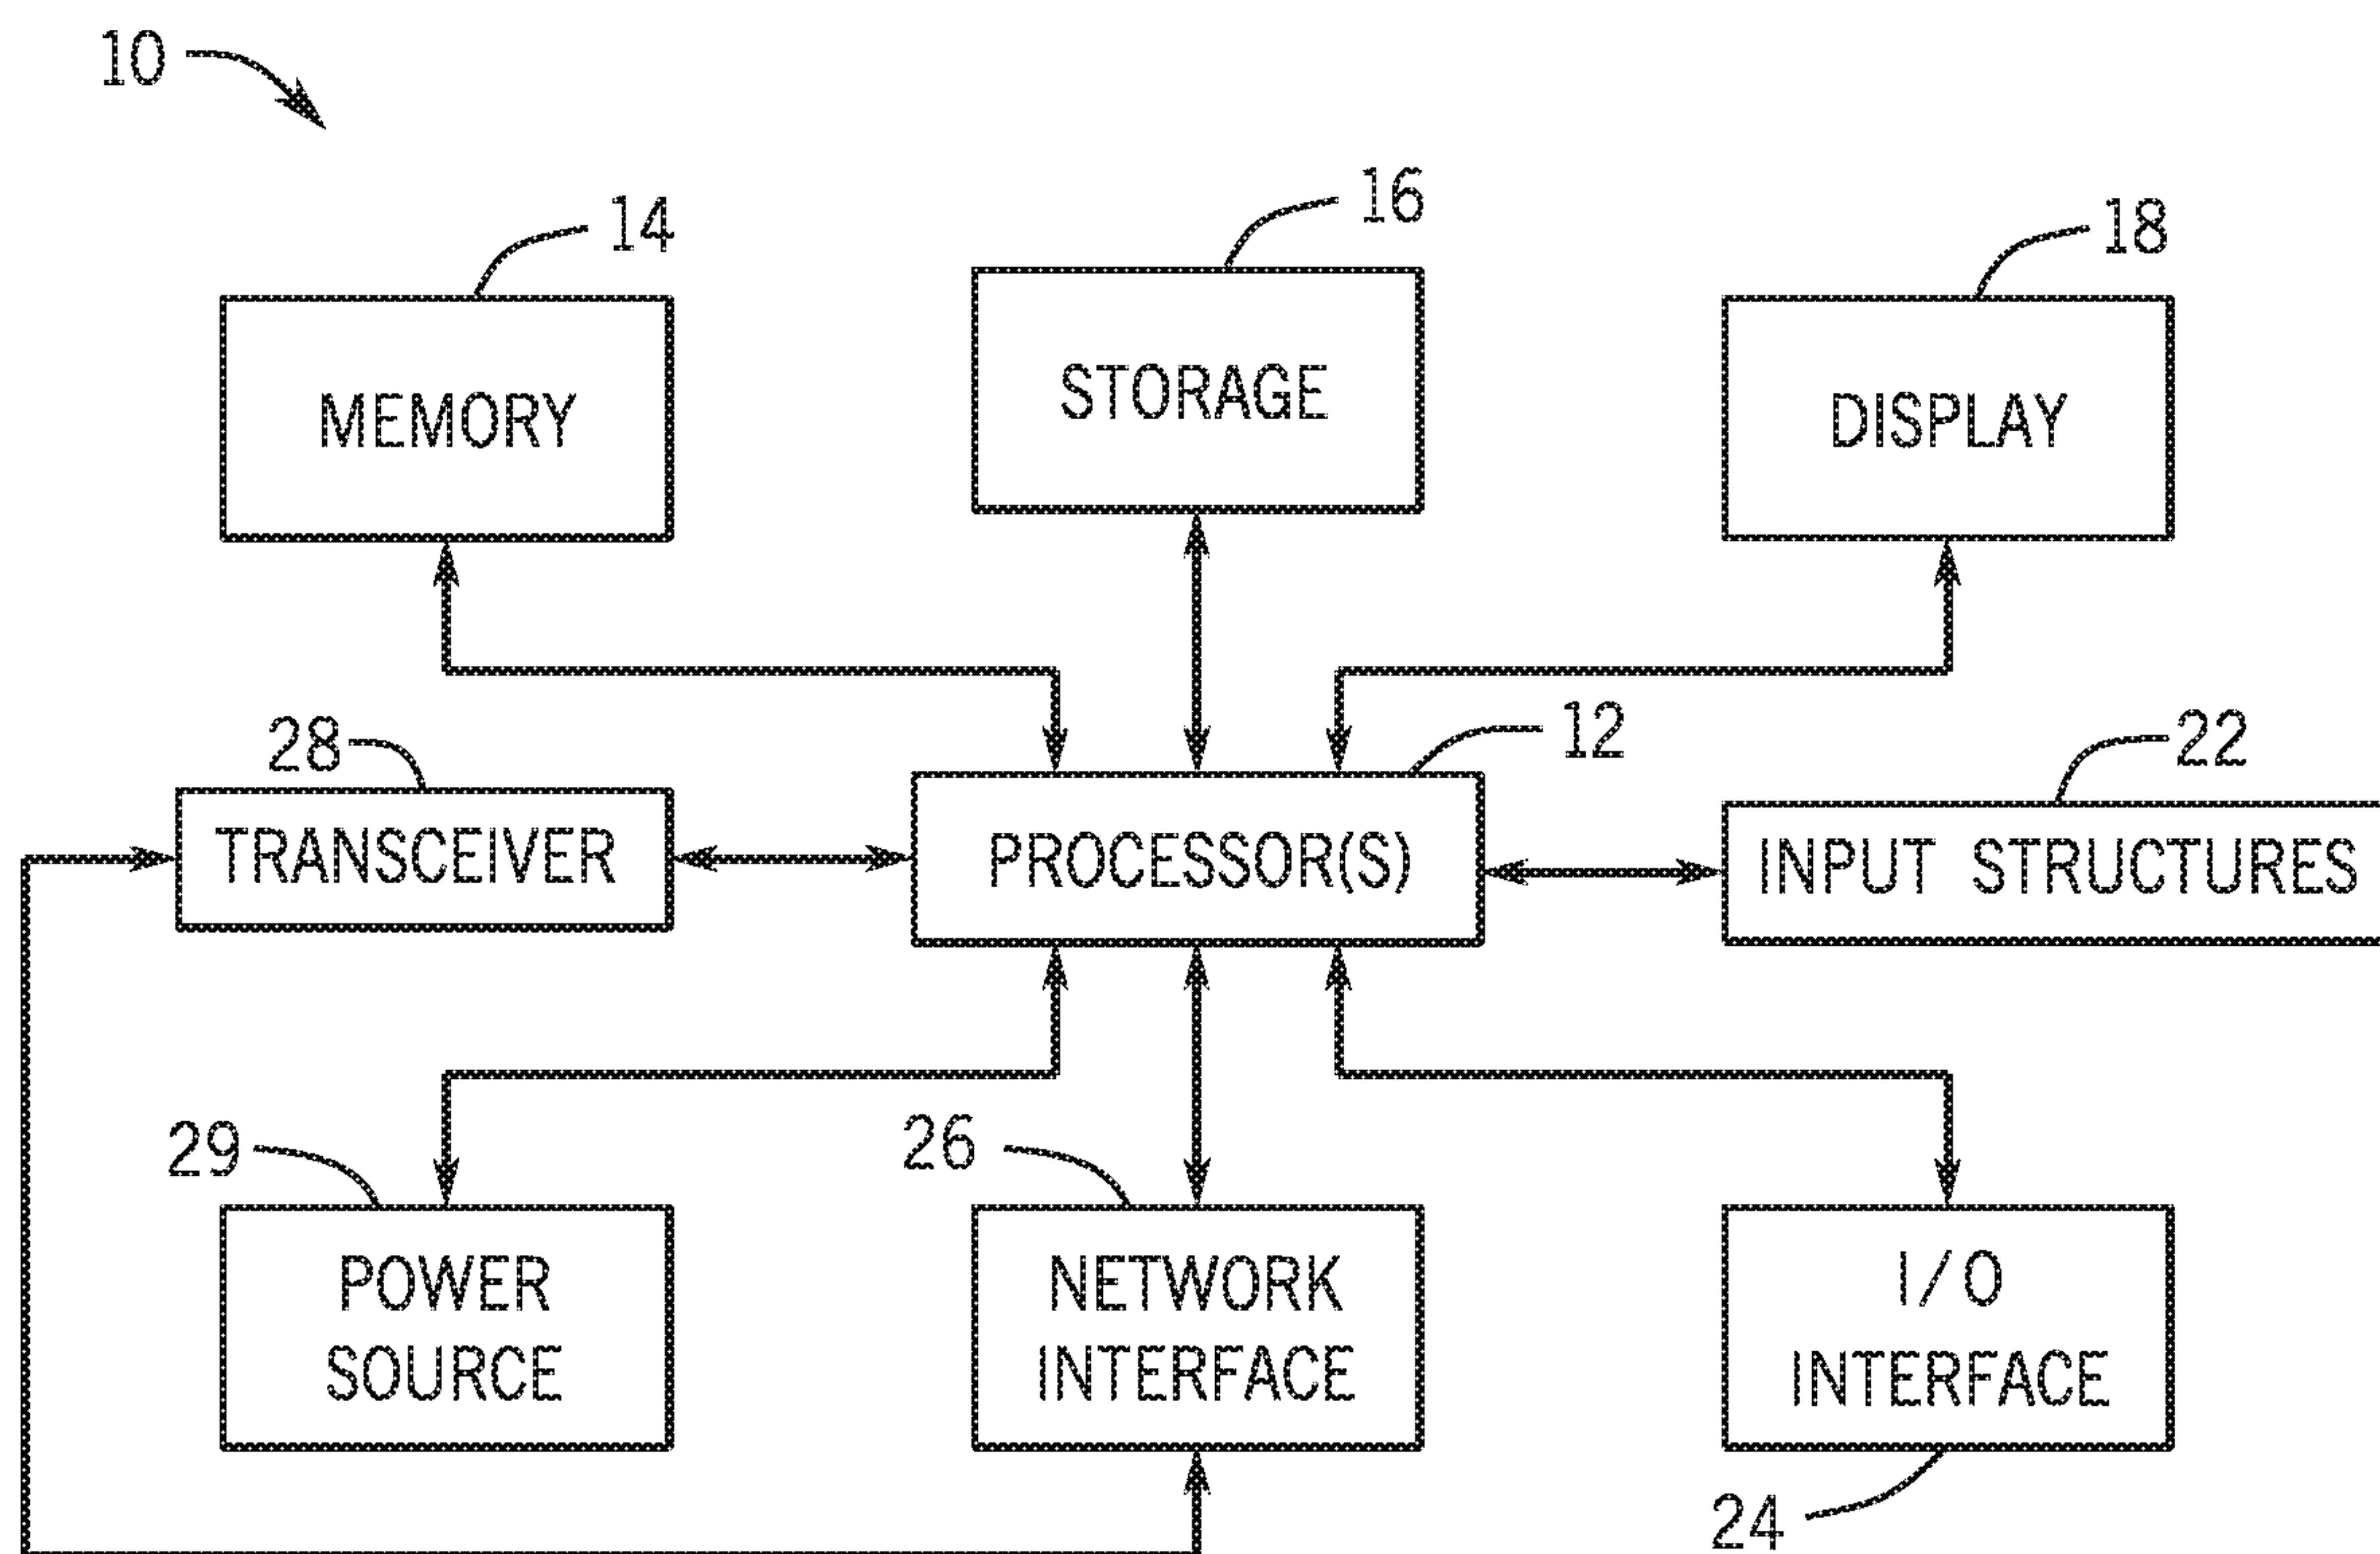 10
14
16
18
MEMORY
STORAGE
DISPLAY
28
12
22
TRANSCEIVER
PROCESSOR(S)
INPUT STRUCTURES
29
26
POWER
SOURCE
NETWORK
INTERFACE
I/O
INTERFACE
24